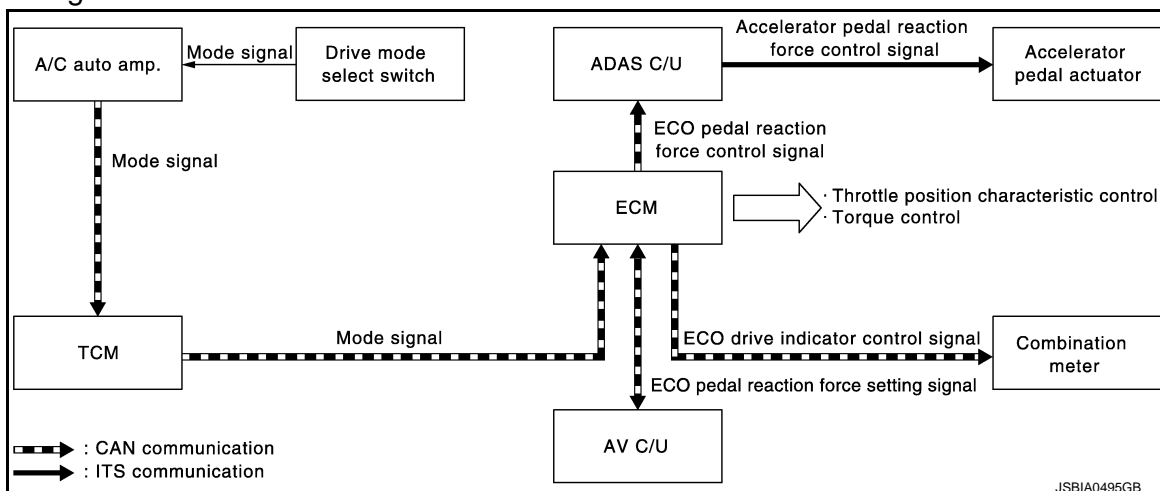 A/C auto amp.
Mode signal
Drive mode
select switch
ADAS C/U
Accelerator pedal reaction
force control signal
Accelerator
pedal actuator
Mode signal
ECO pedal reaction
force control signal
ECM
· Throttle position characteristic control
· Torque control
TCM
Mode signal
ECO drive indicator control signal
Combination
meter
ECO pedal reaction force setting signal
AV C/U
: CAN communication
: ITS communication
JSBIA0495GB